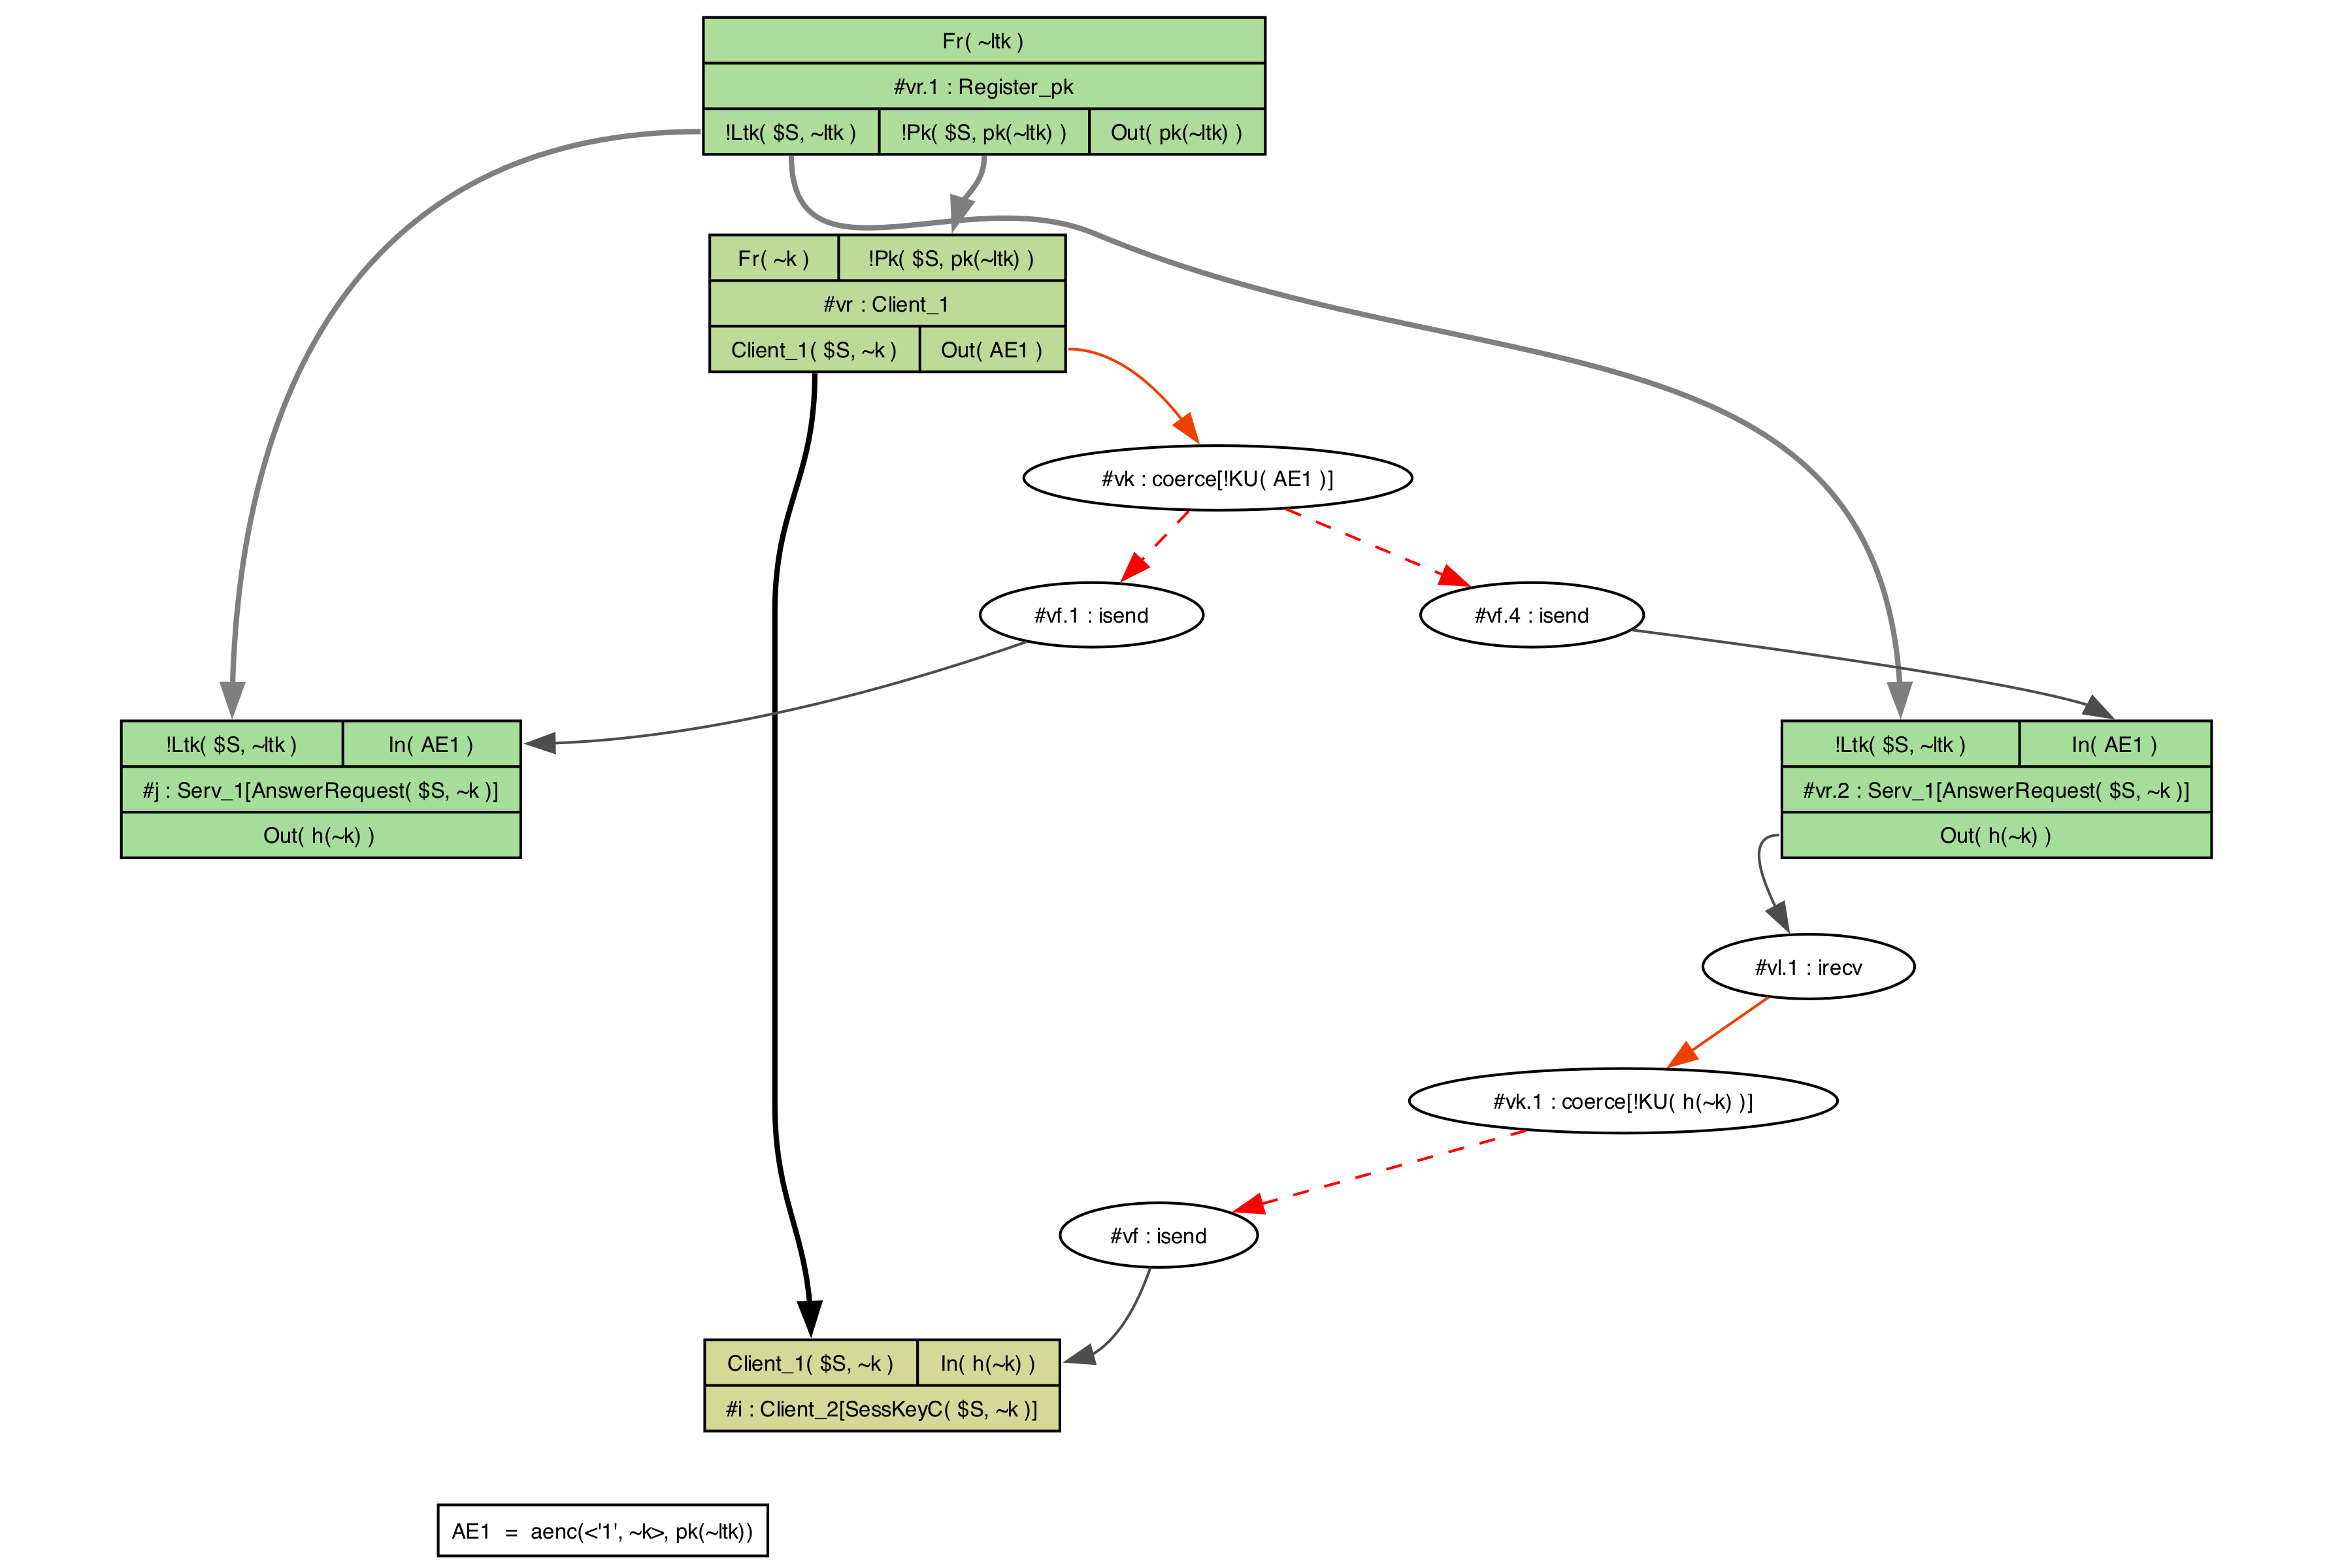 Fr( ~ltk )
#vr.1 : Register_pk
!Ltk( $S, ~ltk ) !Pk( $S, pk(~ltk) ) Out( pk(~ltk) )
Fr( ~k ) !Pk( $S, pk(~ltk) )
#vr : Client_1
Client_1( $S, ~k ) Out( AE1 )
#vk : coerce[!KU( AE1 )]
#vf.1 : isend
#vf.4 : isend
!Ltk( $S, ~ltk ) In( AE1 )
#j : Serv_1[AnswerRequest( $S, ~k )]
Out( h(~k) )
!Ltk( $S, ~ltk ) In( AE1 )
#vr.2 : Serv_1[AnswerRequest( $S, ~k )]
Out( h(~k) )
#vl.1 : irecv
#vk.1 : coerce[!KU( h(~k) )]
#vf : isend
Client_1( $S, ~k ) In( h(~k) )
#i : Client_2[SessKeyC( $S, ~k )]
AE1 = aenc(<'1', ~k>, pk(~ltk))